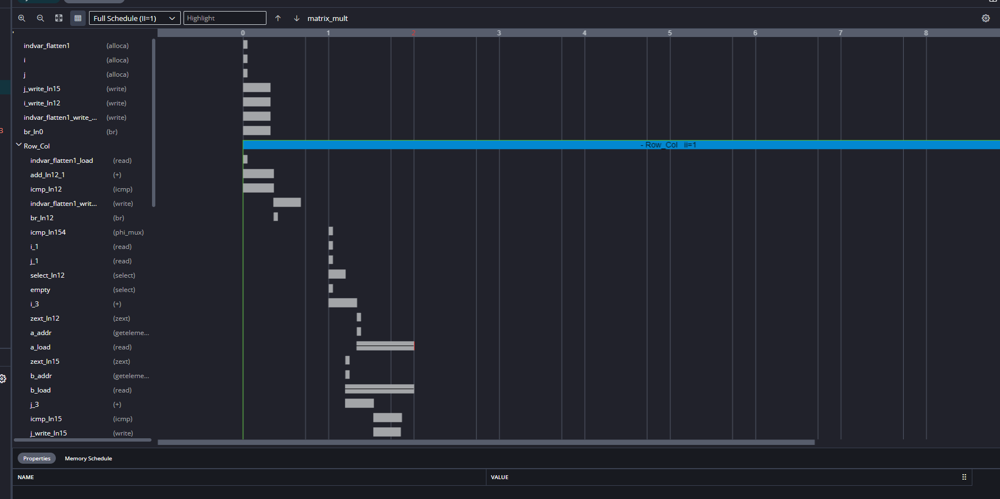 Full Schedule (II=1) Highlight matrix_mult
0 1 2 3 4 5 6 7 8
indvar_flatten1 (alloca)
i (alloca)
j (alloca)
j_write_ln15 (write)
i_write_ln12 (write)
indvar_flatten1_write_... (write)
br_ln0 (br)
Row_Col - Row_Col ii=1
indvar_flatten1_load (read)
add_ln12_1 (+)
icmp_ln12 (icmp)
indvar_flatten1_writ... (write)
br_ln12 (br)
icmp_ln154 (phi_mux)
i_1 (read)
j_1 (read)
select_ln12 (select)
empty (select)
i_3 (+)
zext_ln12 (zext)
a_addr (geteleme...
a_load (read)
zext_ln15 (zext)
b_addr (geteleme...
b_load (read)
j_3 (+)
icmp_ln15 (icmp)
j_write_ln15 (write)
3
Properties Memory Schedule
NAME VALUE